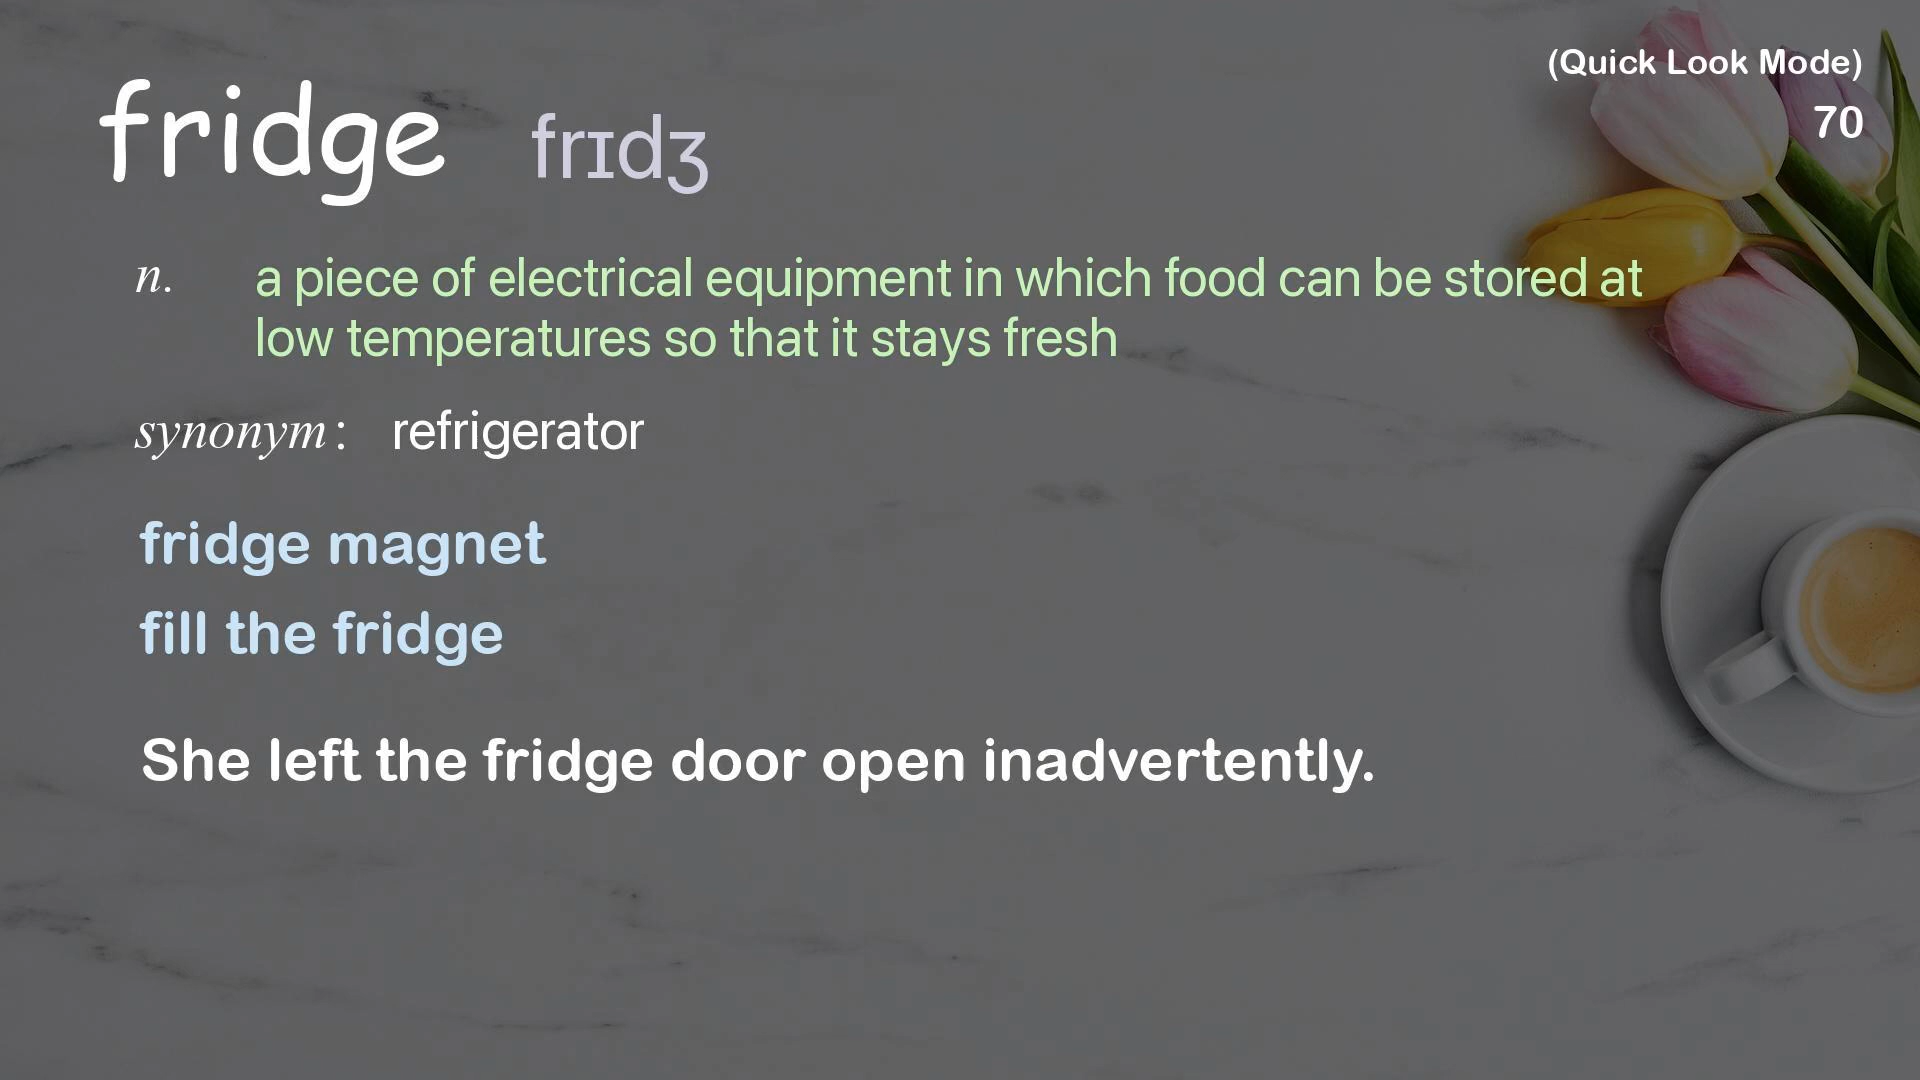 (Quick Look Mode)
70
fridge frɪdʒ
n. a piece of electrical equipment in which food can be stored at
low temperatures so that it stays fresh
synonym: refrigerator
fridge magnet
fill the fridge
She left the fridge door open inadvertently.